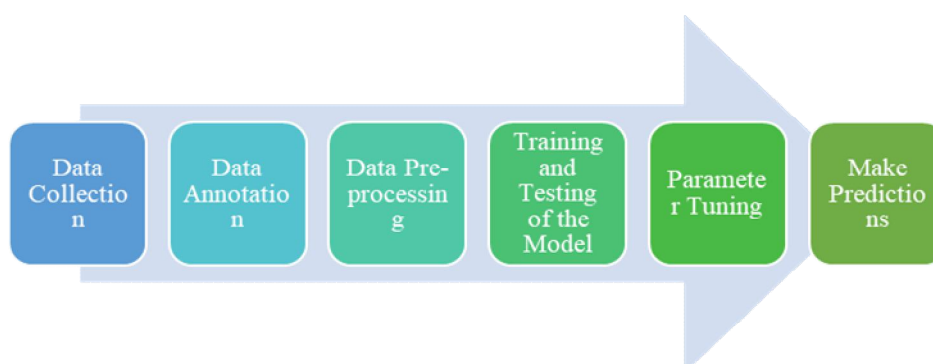 Data
Collectio
n
Data
Annotatio
n
Data Pre-
processin
g
Training
and
Testing
of the
Model
Paramete
r Tuning
Make
Predictio
ns